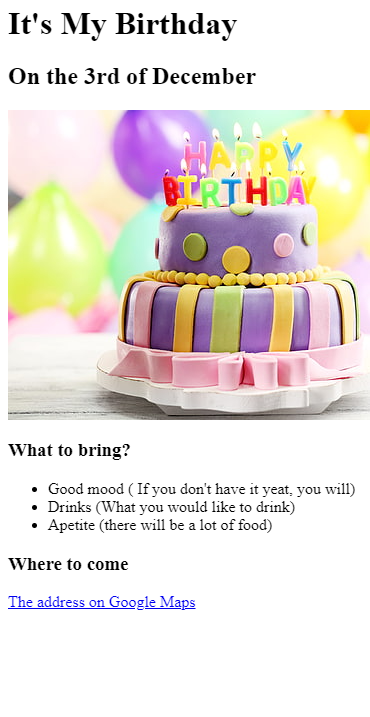 It's My Birthday
On the 3rd of December
HAPPY
BIRTHDAY
What to bring?
Good mood ( If you don't have it yeat, you will)
Drinks (What you would like to drink)
Apetite (there will be a lot of food)
Where to come
The address on Google Maps